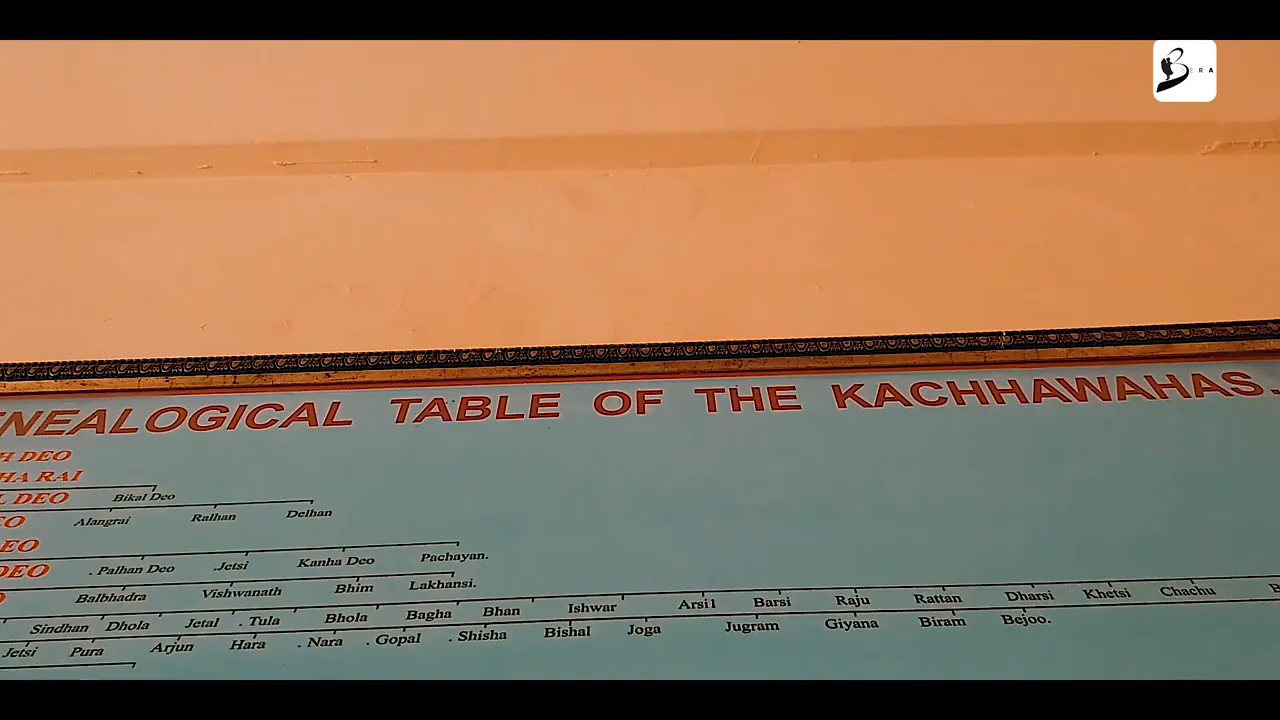 BERA
NEALOGICAL TABLE OF THE KACHHAWAHAS.
H DEO
HA RAI
L DEO Bikal Deo
EO Alangrai Ralhan Delhan
EO
DEO . Palhan Deo .Jetsi Kanha Deo Pachayan.
Balbhadra Vishwanath Bhim Lakhansi.
Sindhan Dhola Jetal . Tula Bhola Bagha Bhan Ishwar Arsil Barsi Raju Rattan Dharsi Khetsi Chachu
Jetsi Pura Arjun Hara . Nara . Gopal . Shisha Bishal Joga Jugram Giyana Biram Bejoo.